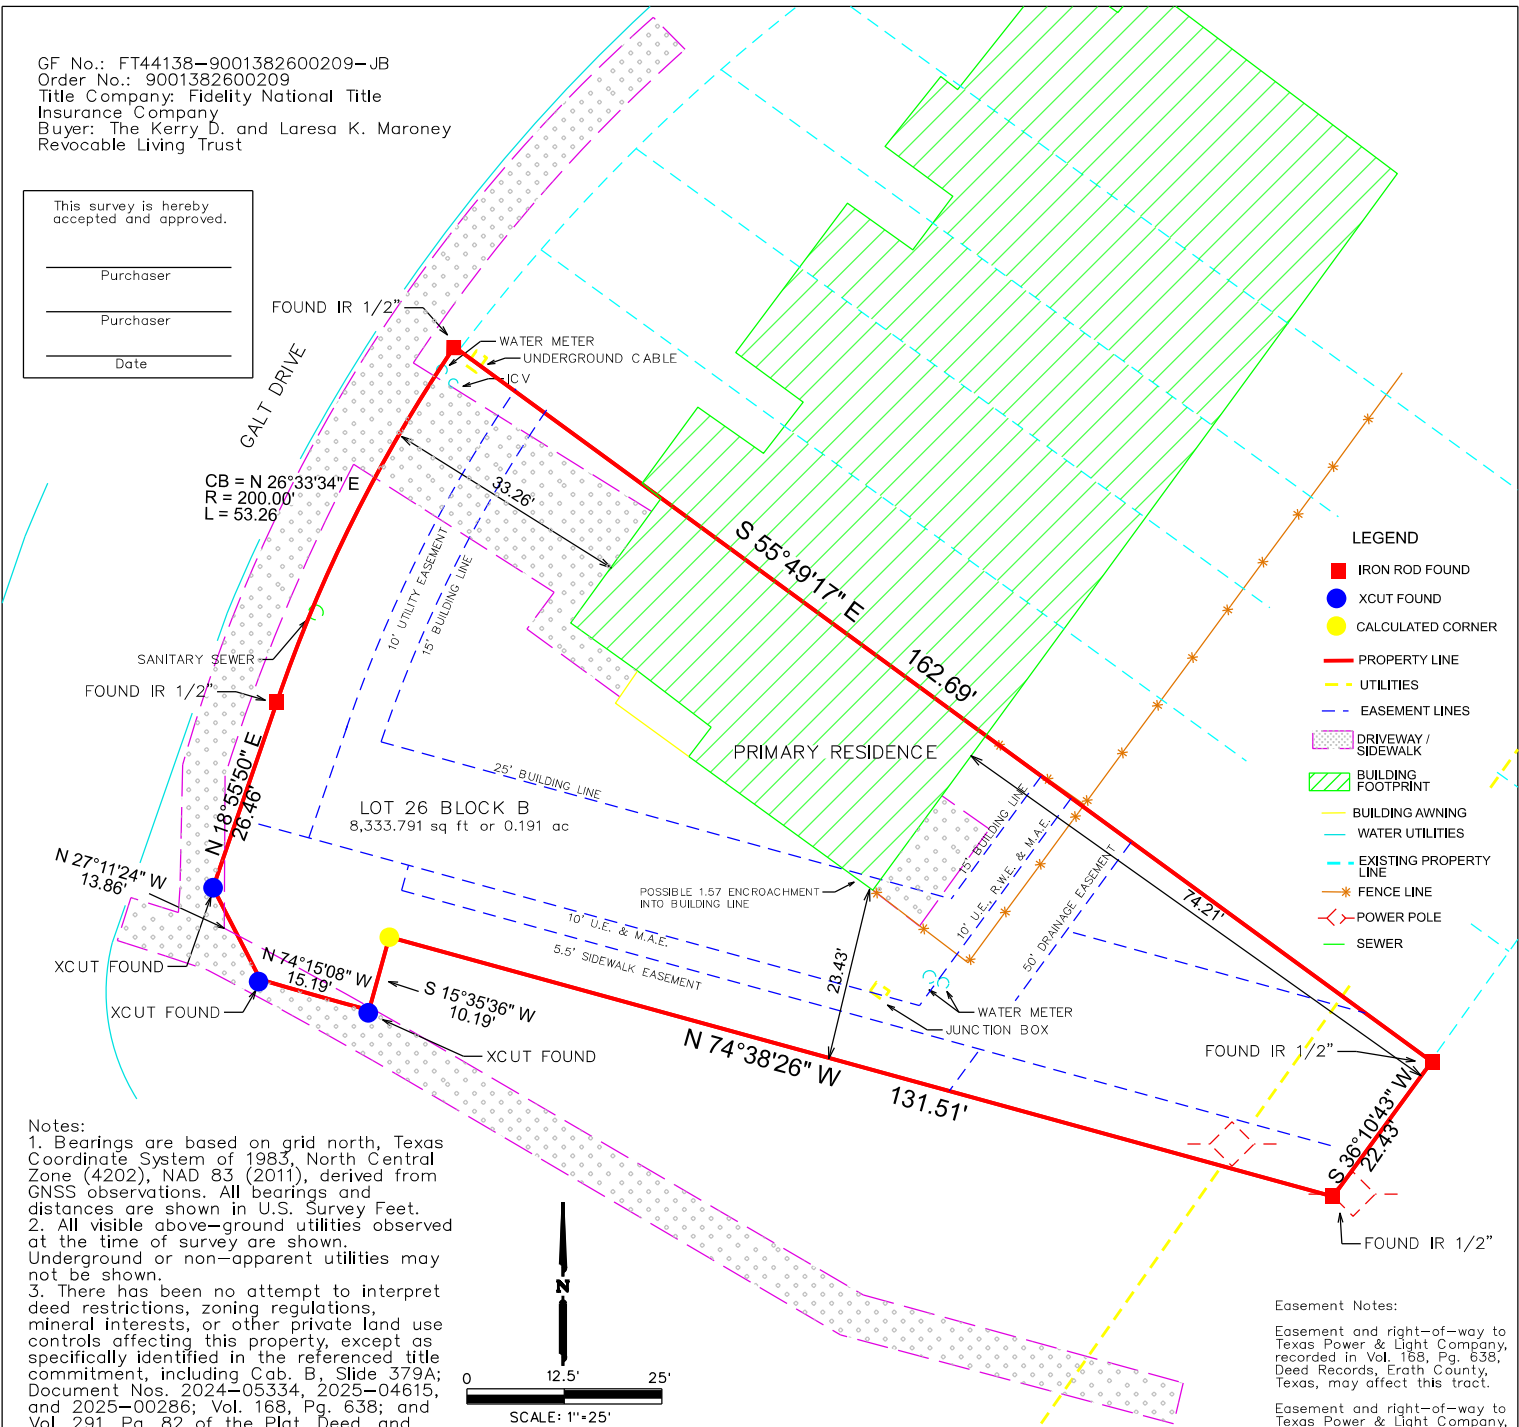 GF No.: FT44138-9001382600209-JB
Order No.: 9001382600209
Title Company: Fidelity National Title
Insurance Company
Buyer: The Kerry D. and Laresa K. Maroney
Revocable Living Trust
This survey is hereby
accepted and approved.
Purchaser
Purchaser
Date
FOUND IR 1/2"
WATER METER
UNDERGROUND CABLE
ICV
GALT DRIVE
CB = N 26°33'34" E
R = 200.00'
L = 53.26'
33.26'
10' UTILITY EASEMENT
15' BUILDING LINE
S 55°49'17" E
162.69'
SANITARY SEWER
FOUND IR 1/2"
N 18°55'50" E
26.46'
PRIMARY RESIDENCE
25' BUILDING LINE
LOT 26 BLOCK B
8,333.791 sq ft or 0.191 ac
N 27°11'24" W
13.86'
POSSIBLE 1.57 ENCROACHMENT
INTO BUILDING LINE
15' BUILDING LINE
10' U.E., R.W.E. & M.A.E.
50' DRAINAGE EASEMENT
74.21'
10' U.E. & M.A.E.
5.5' SIDEWALK EASEMENT
23.43'
XCUT FOUND
N 74°15'08" W
15.19'
XCUT FOUND
S 15°35'36" W
10.19'
XCUT FOUND
WATER METER
JUNCTION BOX
N 74°38'26" W
131.51'
FOUND IR 1/2"
S 36°10'43" W
22.43'
FOUND IR 1/2"
LEGEND
IRON ROD FOUND
XCUT FOUND
CALCULATED CORNER
PROPERTY LINE
UTILITIES
EASEMENT LINES
DRIVEWAY /
SIDEWALK
BUILDING
FOOTPRINT
BUILDING AWNING
WATER UTILITIES
EXISTING PROPERTY
LINE
FENCE LINE
POWER POLE
SEWER
Notes:
1. Bearings are based on grid north, Texas
Coordinate System of 1983, North Central
Zone (4202), NAD 83 (2011), derived from
GNSS observations. All bearings and
distances are shown in U.S. Survey Feet.
2. All visible above-ground utilities observed
at the time of survey are shown.
Underground or non-apparent utilities may
not be shown.
3. There has been no attempt to interpret
deed restrictions, zoning regulations,
mineral interests, or other private land use
controls affecting this property, except as
specifically identified in the referenced title
commitment, including Cab. B, Slide 379A;
Document Nos. 2024-05334, 2025-04615,
and 2025-00286; Vol. 168, Pg. 638; and
Vol. 291, Pg. 82 of the Plat, Deed, and
N
0 12.5' 25'
SCALE: 1"=25'
Easement Notes:
Easement and right-of-way to
Texas Power & Light Company,
recorded in Vol. 168, Pg. 638,
Deed Records, Erath County,
Texas, may affect this tract.
Easement and right-of-way to
Texas Power & Light Company,